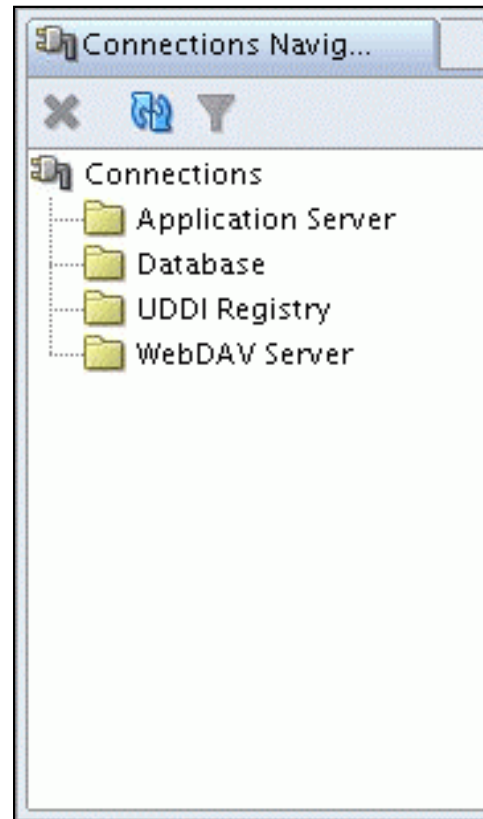 Connections Navig...
Connections
Application Server
Database
UDDI Registry
WebDAV Server